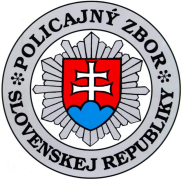 POLICAJNÝ ZBOR
SLOVENSKEJ REPUBLIKY